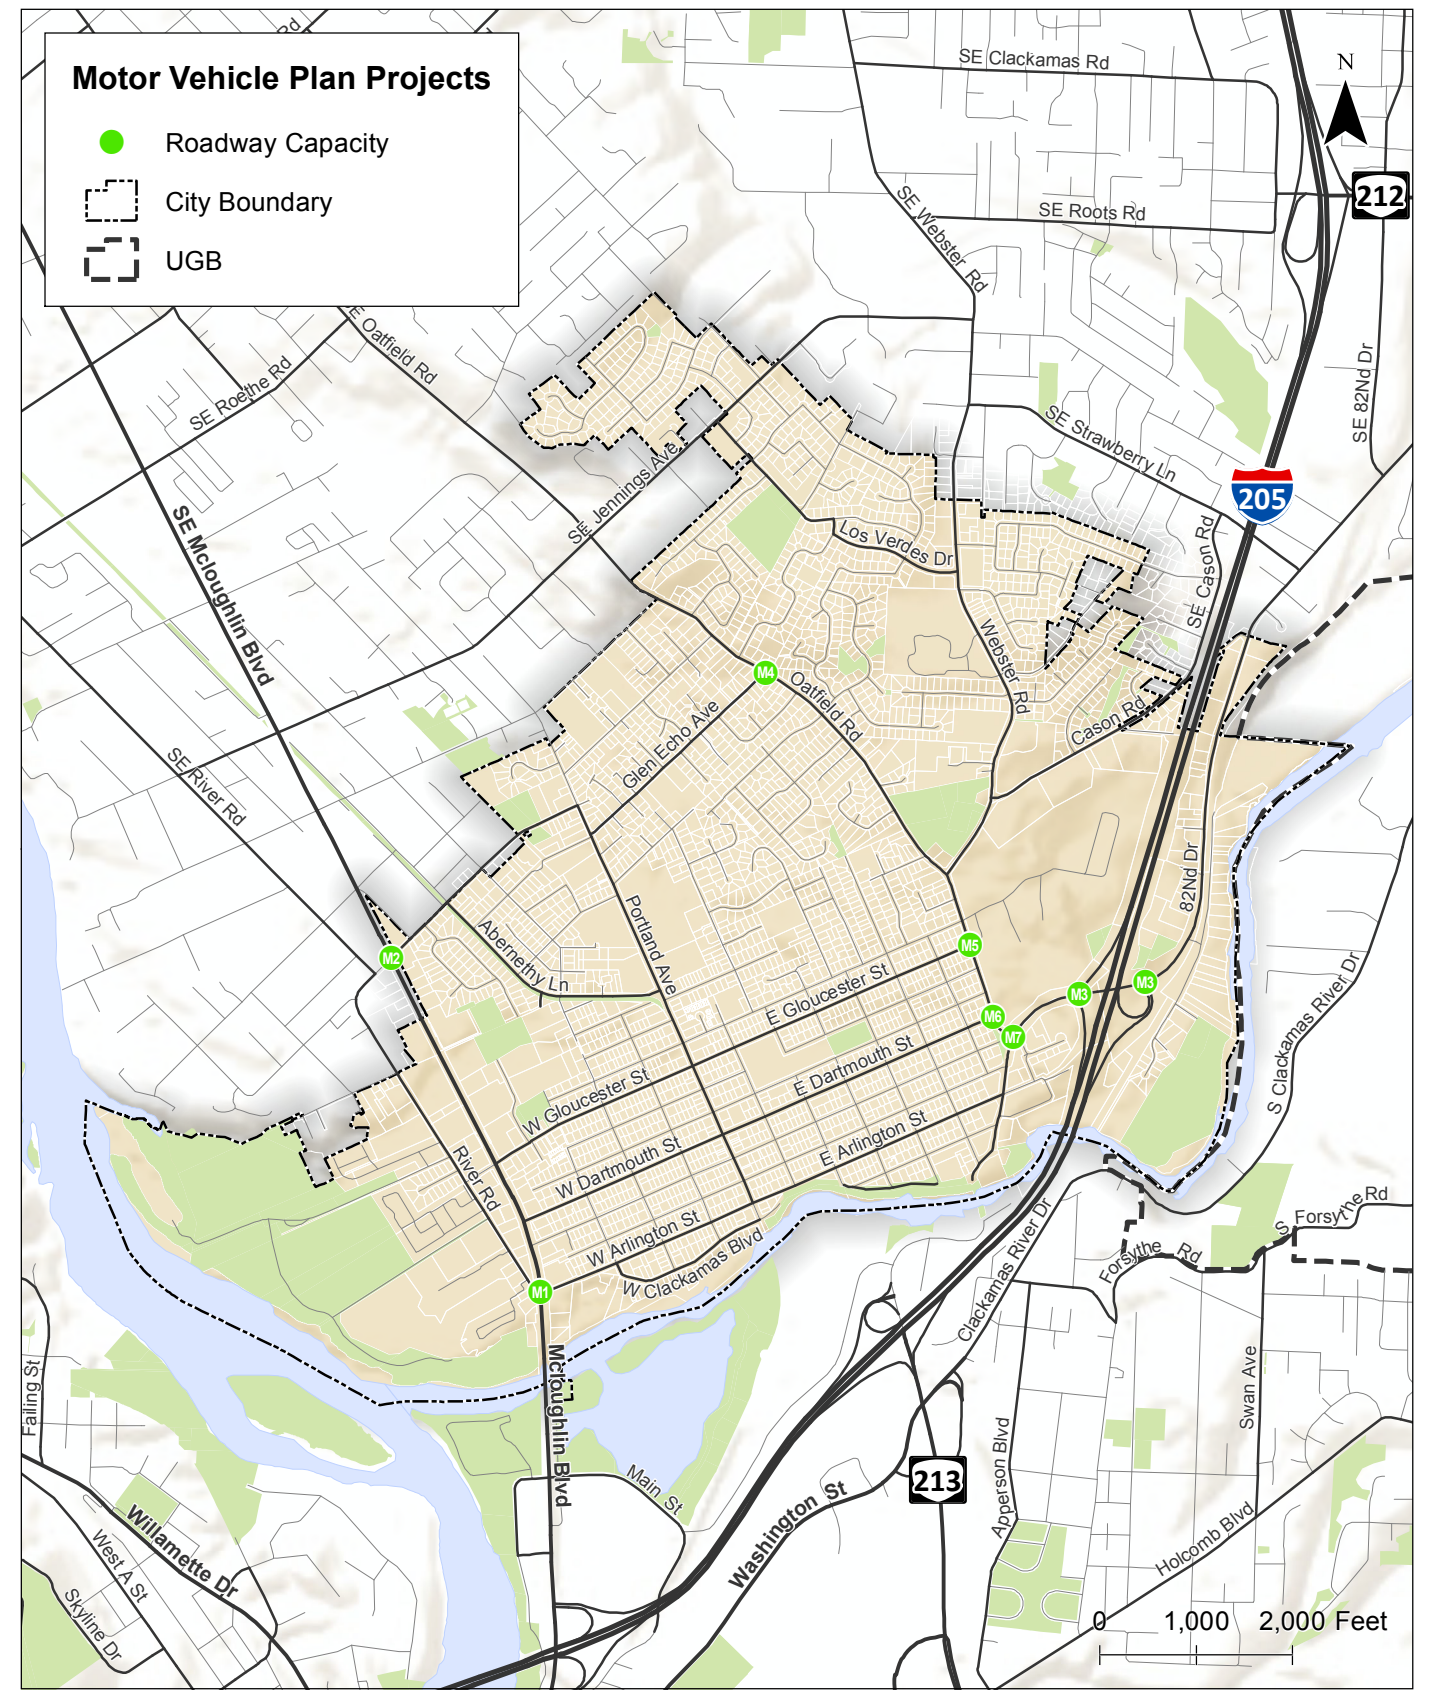 Rd
Motor Vehicle Plan Projects
Roadway Capacity
City Boundary
UGB
SE Clackamas Rd
N
212
SE Webster Rd
SE Roots Rd
SE Oatfield Rd
SE Roethe Rd
SE 82Nd Dr
SE Strawberry Ln
SE Jennings Ave
205
SE Mcloughlin Blvd
Los Verdes Dr
SE Cason Rd
Webster Rd
M4
Oatfield Rd
Glen Echo Ave
Cason Rd
SE River Rd
82Nd Dr
Portland Ave
Abernethy Ln
M2
M5
E Gloucester St
M3
M3
M6
M7
S Clackamas River Dr
E Dartmouth St
W Gloucester St
E Arlington St
W Dartmouth St
River Rd
W Arlington St
W Clackamas Blvd
M1
Clackamas River Dr
S Forsythe Rd
Forsythe Rd
Mcloughlin Blvd
Failing St
Swan Ave
Apperson Blvd
213
Main St
Washington St
Willamette Dr
West A St
Skyline Dr
Holcomb Blvd
0 1,000 2,000 Feet